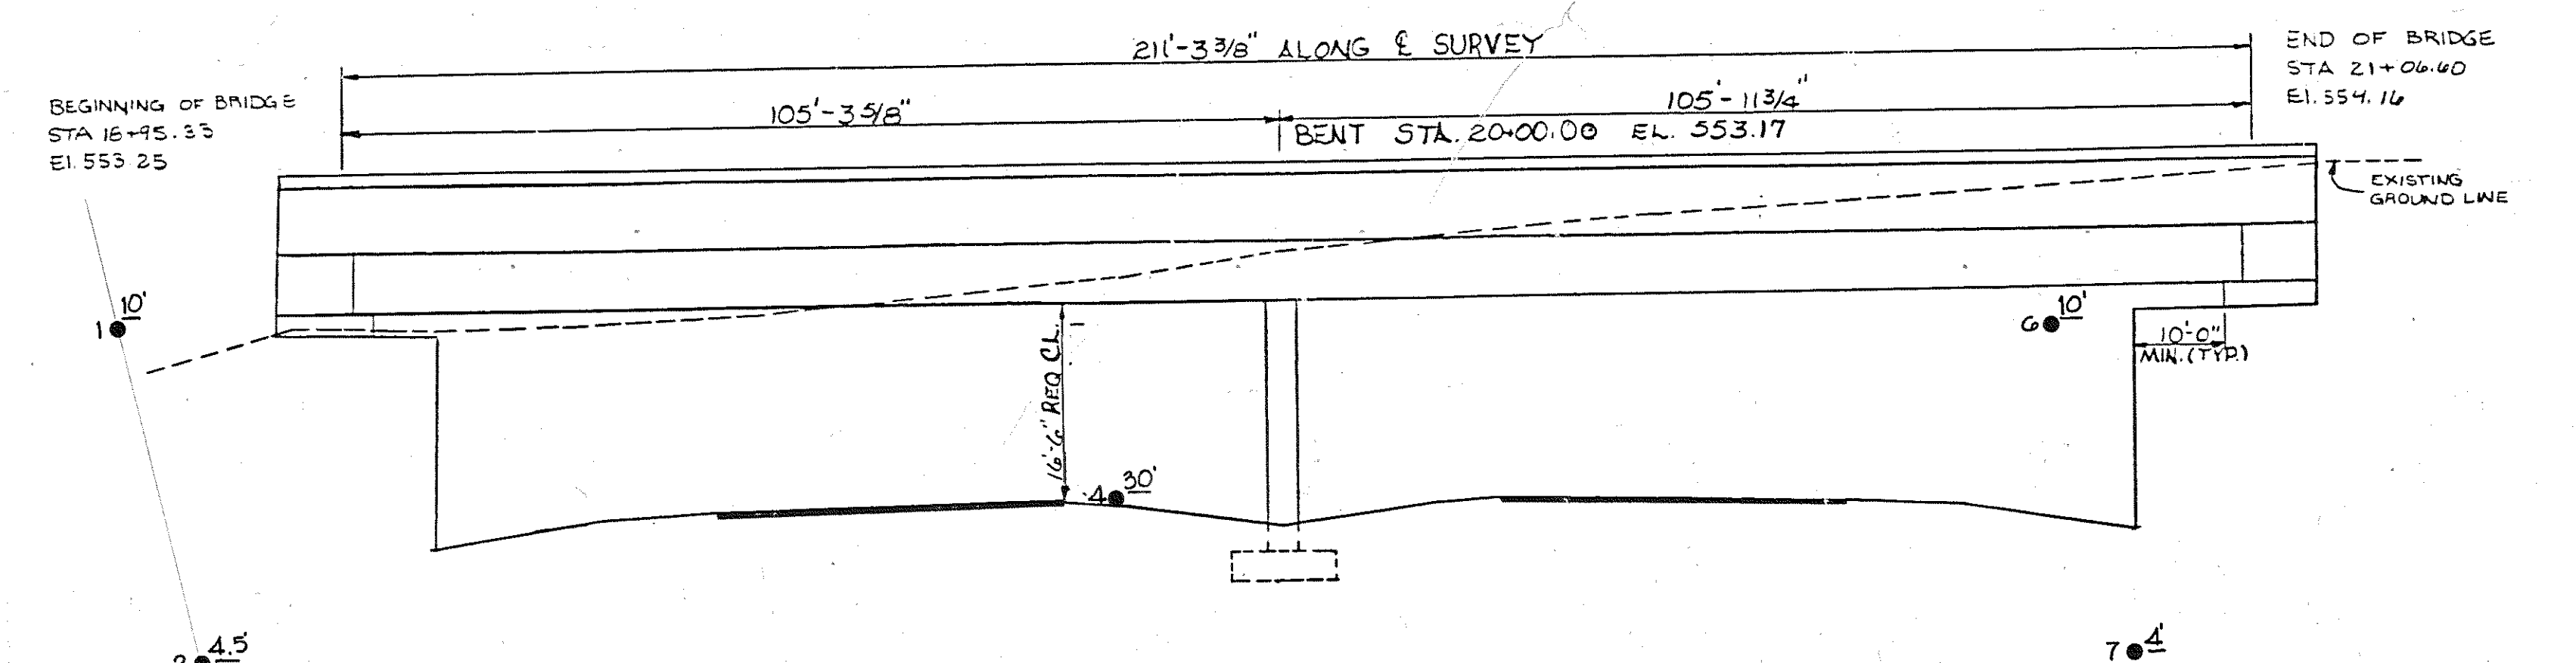 211'-3 3/8" ALONG ℄ SURVEY
END OF BRIDGE
STA 21+06.60
El. 554.16
BEGINNING OF BRIDGE
STA 18+95.33
El. 553.25
105'-3 5/8"
105'-11 3/4"
BENT STA. 20+00.00 EL. 553.17
EXISTING
GROUND LINE
1 10'
16'-6" REQ CL.
6 10'
10'-0"
MIN. (TYP.)
4 30'
2 4.5'
7 4'